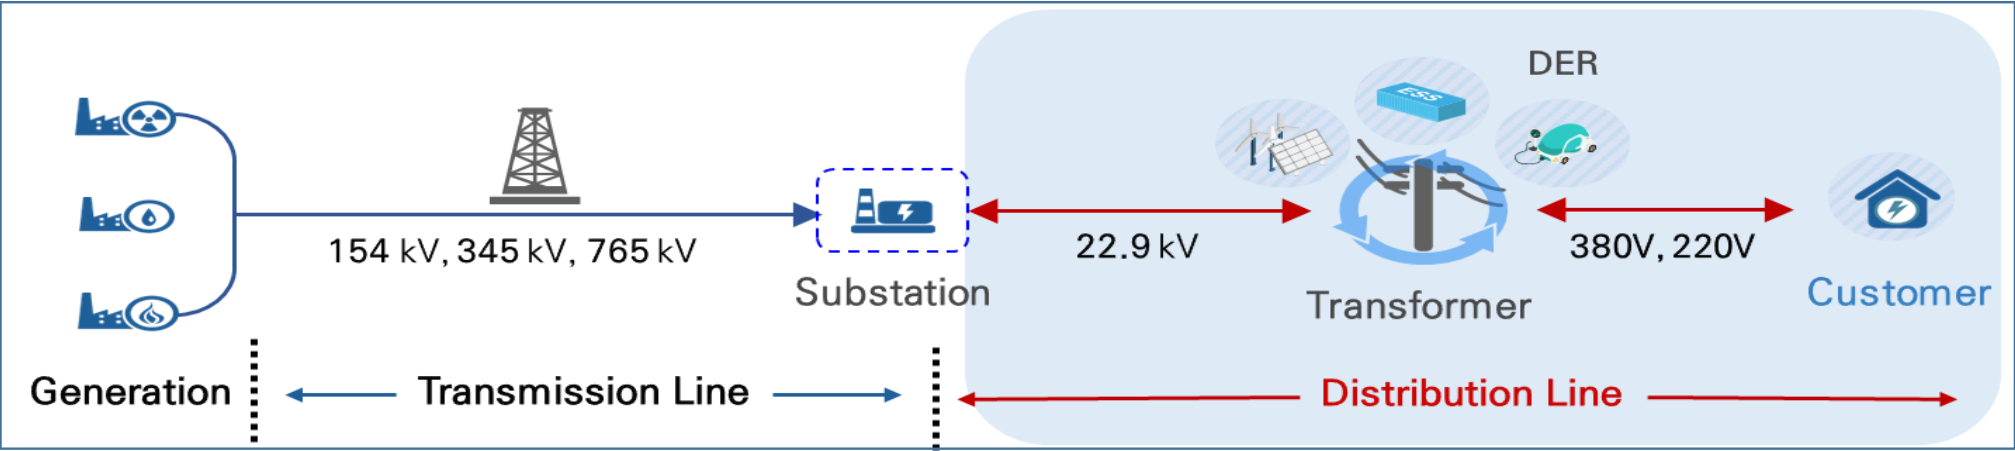 DER
ESS
154 kV, 345 kV, 765 kV
22.9 kV
380V, 220V
Substation
Transformer
Customer
Generation
Transmission Line
Distribution Line